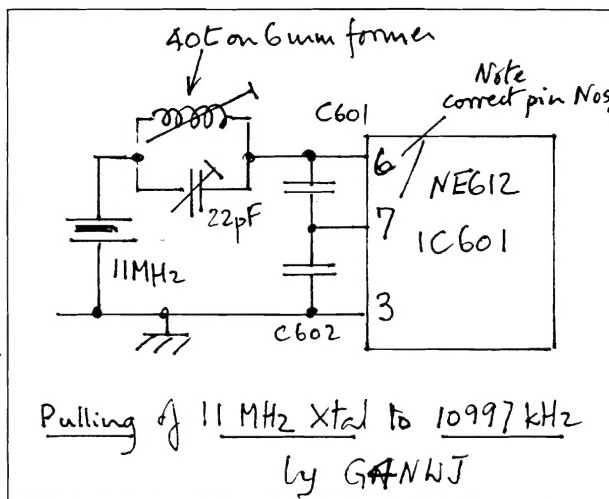 40t on 6mm former
Note
correct pin Nos
C601
6
NE612
7
IC601
22pF
11MHz
3
C602
Pulling of 11 MHz Xtal to 10997 kHz
by G4NWJ